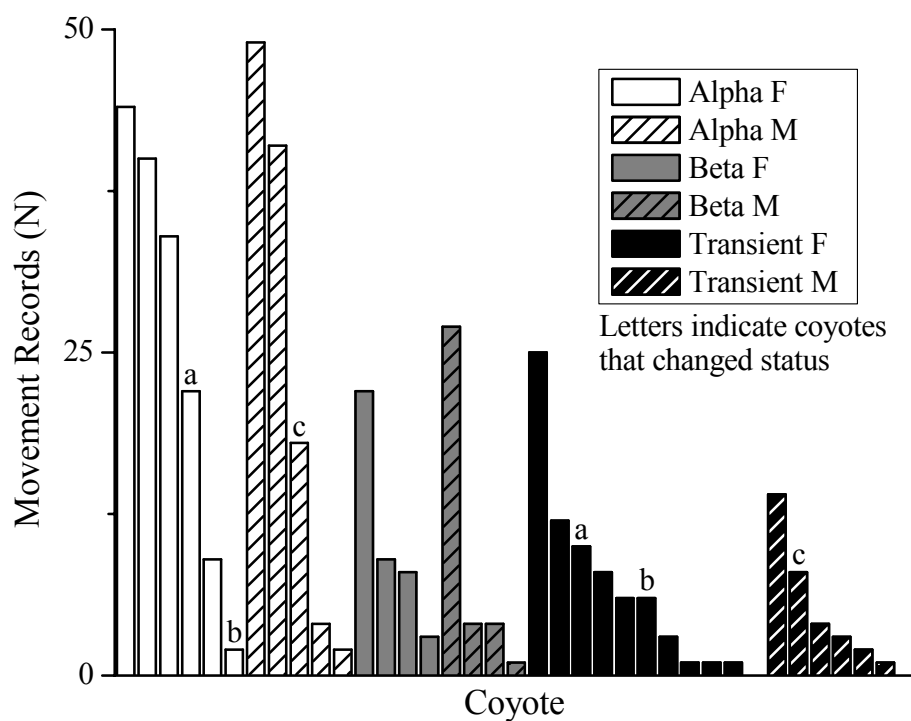 50
Alpha F
Alpha M
Beta F
Beta M
Transient F
Transient M
Letters indicate coyotes
that changed status
Movement Records (N)
25
a
c
a
b
c
b
0
Coyote